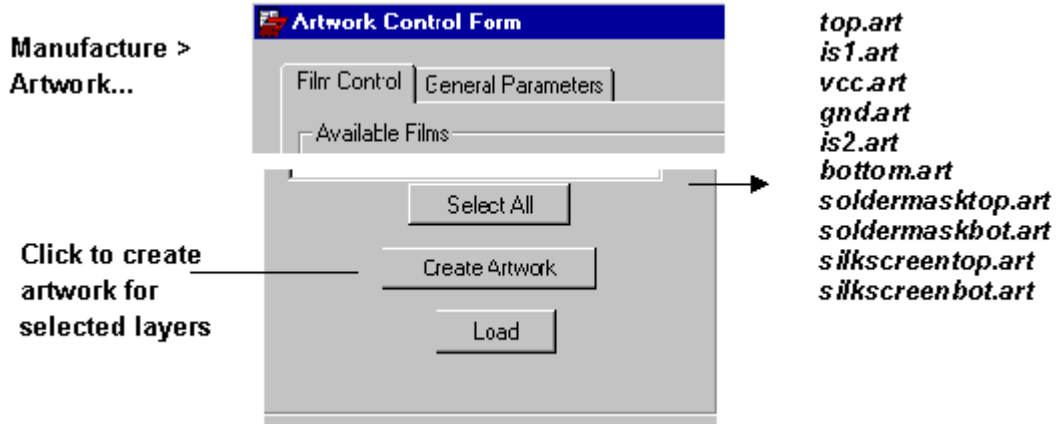 Manufacture >
Artwork...
Artwork Control Form
Film Control
General Parameters
Available Films
Select All
Create Artwork
Load
Click to create
artwork for
selected layers
top.art
is1.art
vcc.art
gnd.art
is2.art
bottom.art
soldermasktop.art
soldermaskbot.art
silkscreentop.art
silkscreenbot.art